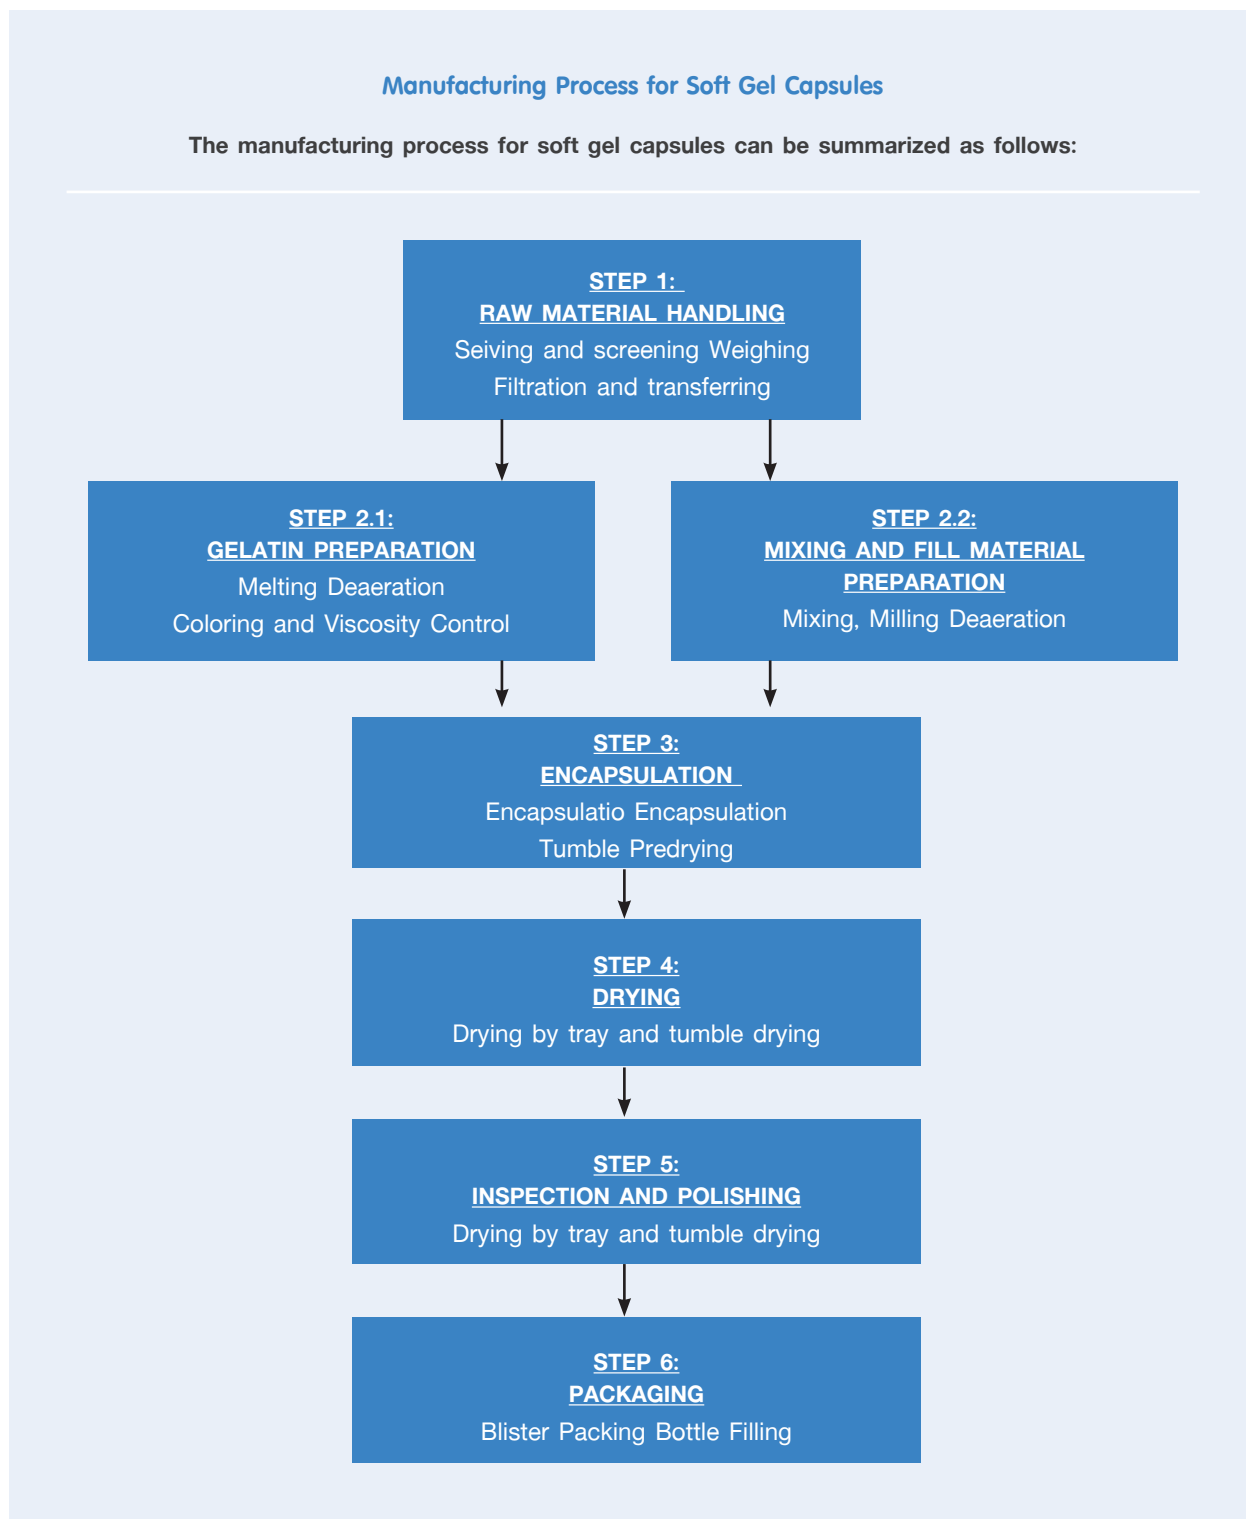 Manufacturing Process for Soft Gel Capsules
The manufacturing process for soft gel capsules can be summarized as follows:
STEP 1:
RAW MATERIAL HANDLING
Seiving and screening Weighing
Filtration and transferring
STEP 2.1:
GELATIN PREPARATION
Melting Deaeration
Coloring and Viscosity Control
STEP 2.2:
MIXING AND FILL MATERIAL
PREPARATION
Mixing, Milling Deaeration
STEP 3:
ENCAPSULATION
Encapsulatio Encapsulation
Tumble Predrying
STEP 4:
DRYING
Drying by tray and tumble drying
STEP 5:
INSPECTION AND POLISHING
Drying by tray and tumble drying
STEP 6:
PACKAGING
Blister Packing Bottle Filling